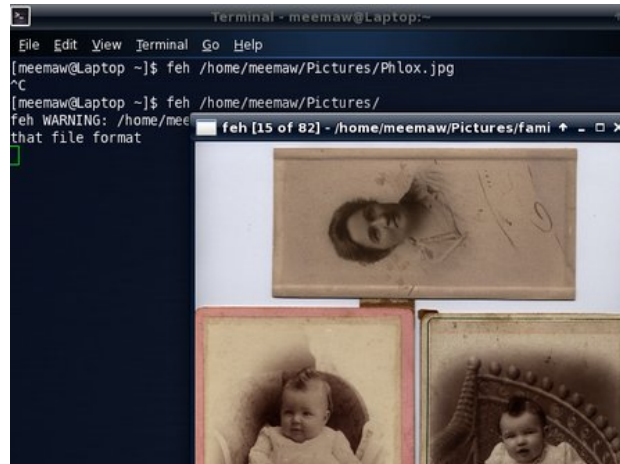 Terminal - meemaw@Laptop:~
File Edit View Terminal Go Help
[meemaw@Laptop ~]$ feh /home/meemaw/Pictures/Phlox.jpg
^C
[meemaw@Laptop ~]$ feh /home/meemaw/Pictures/
feh WARNING: /home/mee
that file format
feh [15 of 82] - /home/meemaw/Pictures/fami